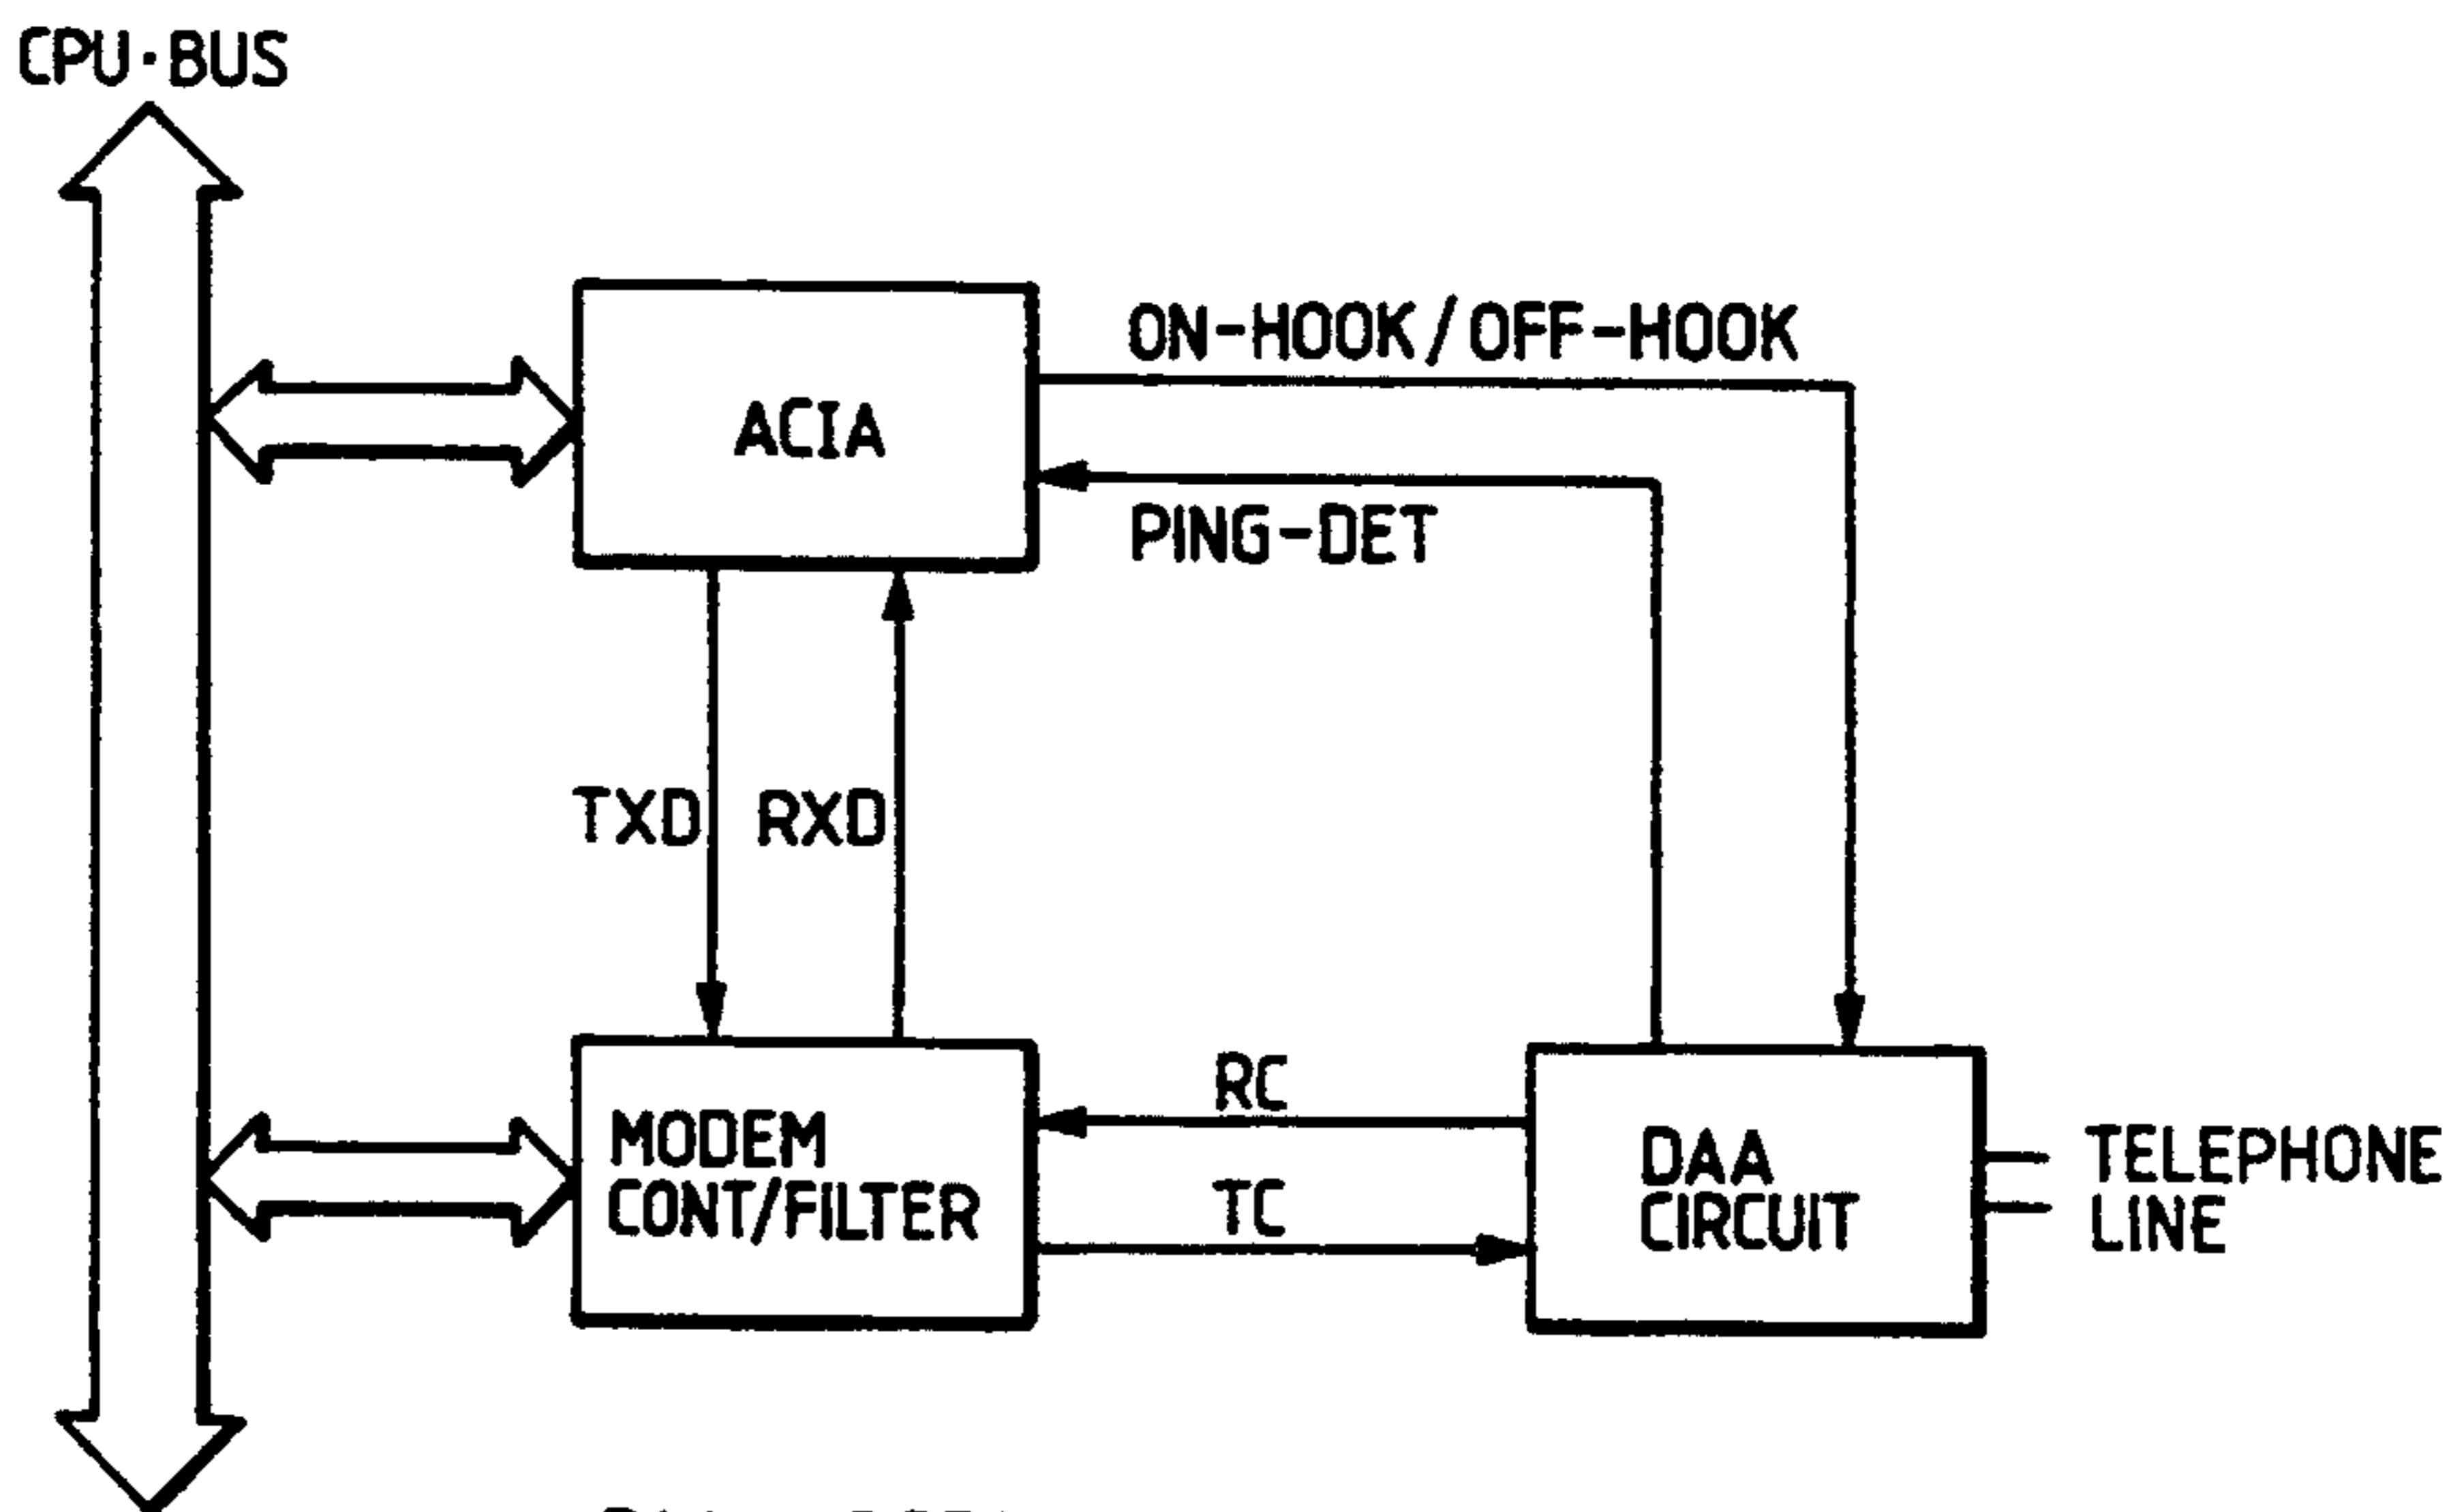 CPU·BUS
ON-HOOK/OFF-HOOK
ACIA
PING-DET
TXD
RXD
RC
MODEM
CONT/FILTER
TC
DAA
CIRCUIT
TELEPHONE
LINE